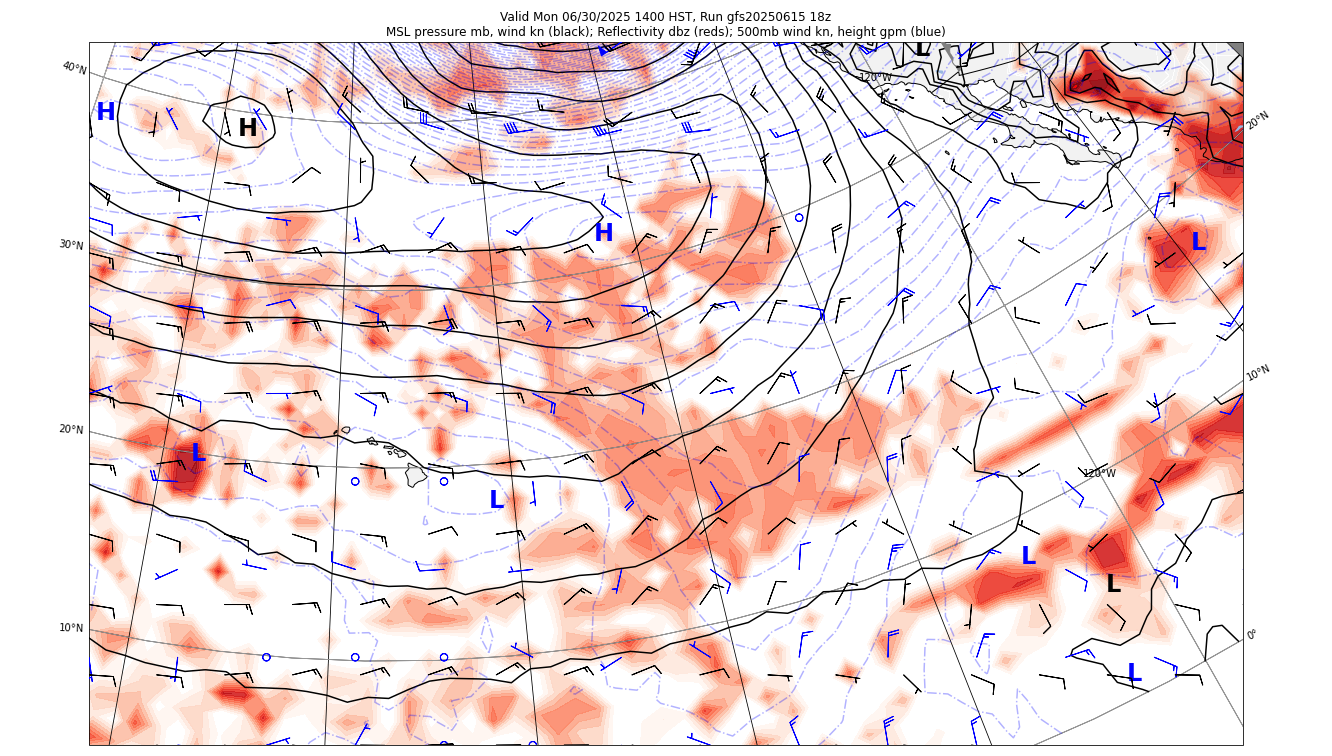 Valid Mon 06/30/2025 1400 HST, Run gfs20250615 18z
MSL pressure mb, wind kn (black); Reflectivity dbz (reds); 500mb wind kn, height gpm (blue)
L
40°N
120°W
H
H
20°N
30°N
H
L
10°N
20°N
L
120°W
L
L
L
10°N
0°
L